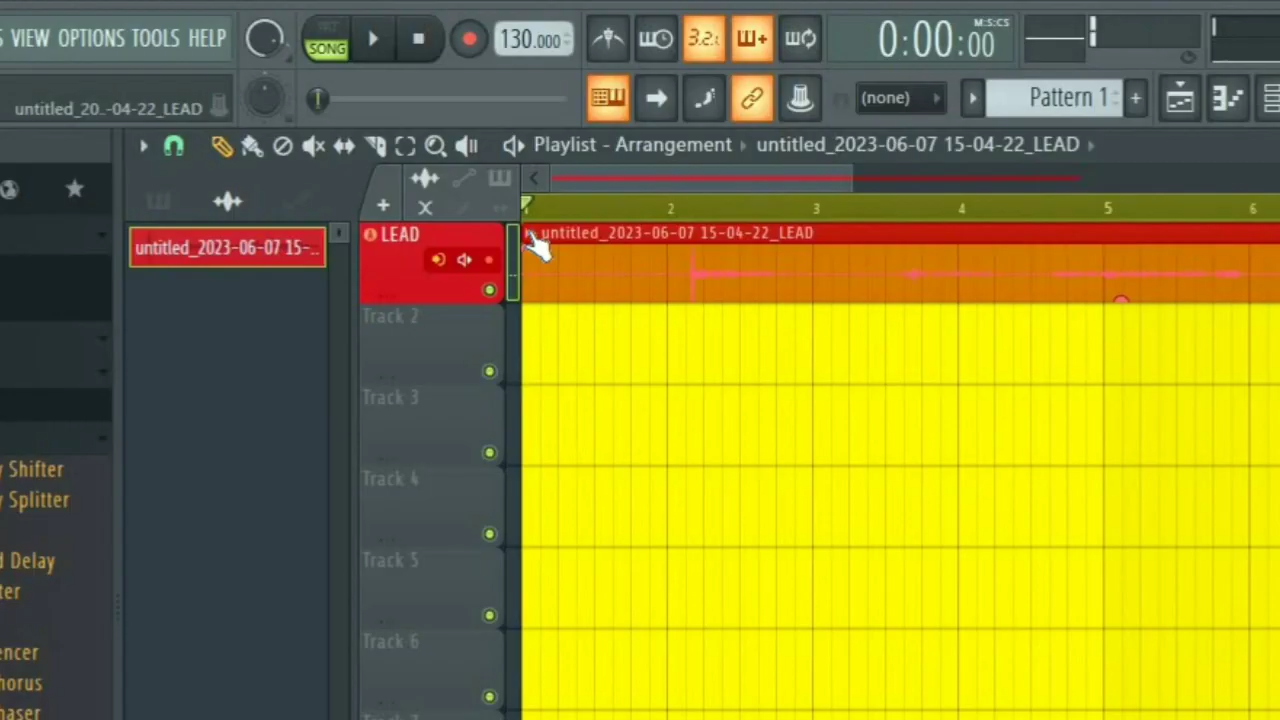 VIEW OPTIONS TOOLS HELP
SONG
130.000
3.2.
0:00:00
M:S:CS
untitled_20..-04-22_LEAD
(none)
Pattern 1
+
Playlist - Arrangement
untitled_2023-06-07 15-04-22_LEAD
2 3 4 5 6
untitled_2023-06-07 15-..
LEAD
untitled_2023-06-07 15-04-22_LEAD
Track 2
Track 3
Track 4
Track 5
Track 6
y Shifter
y Splitter
d Delay
ter
encer
horus
haser